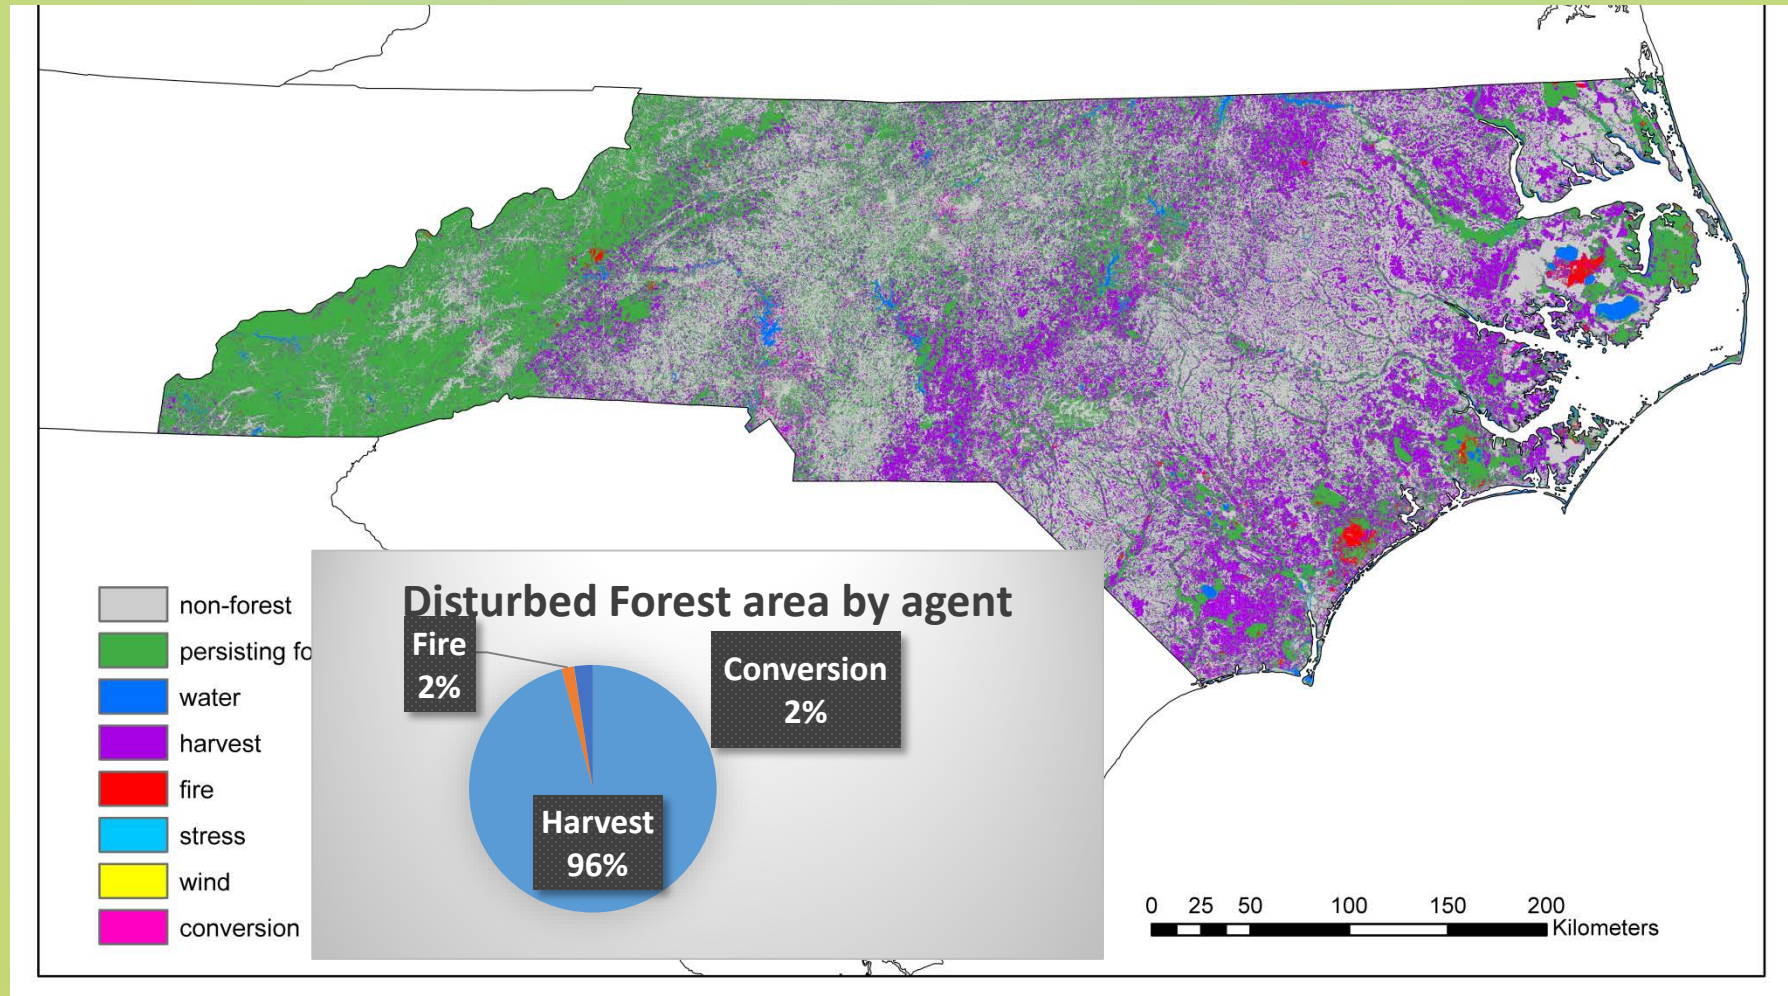 non-forest
persisting fo
water
harvest
fire
stress
wind
conversion
Disturbed Forest area by agent
Fire
2%
Conversion
2%
Harvest
96%
0 25 50 100 150 200
Kilometers